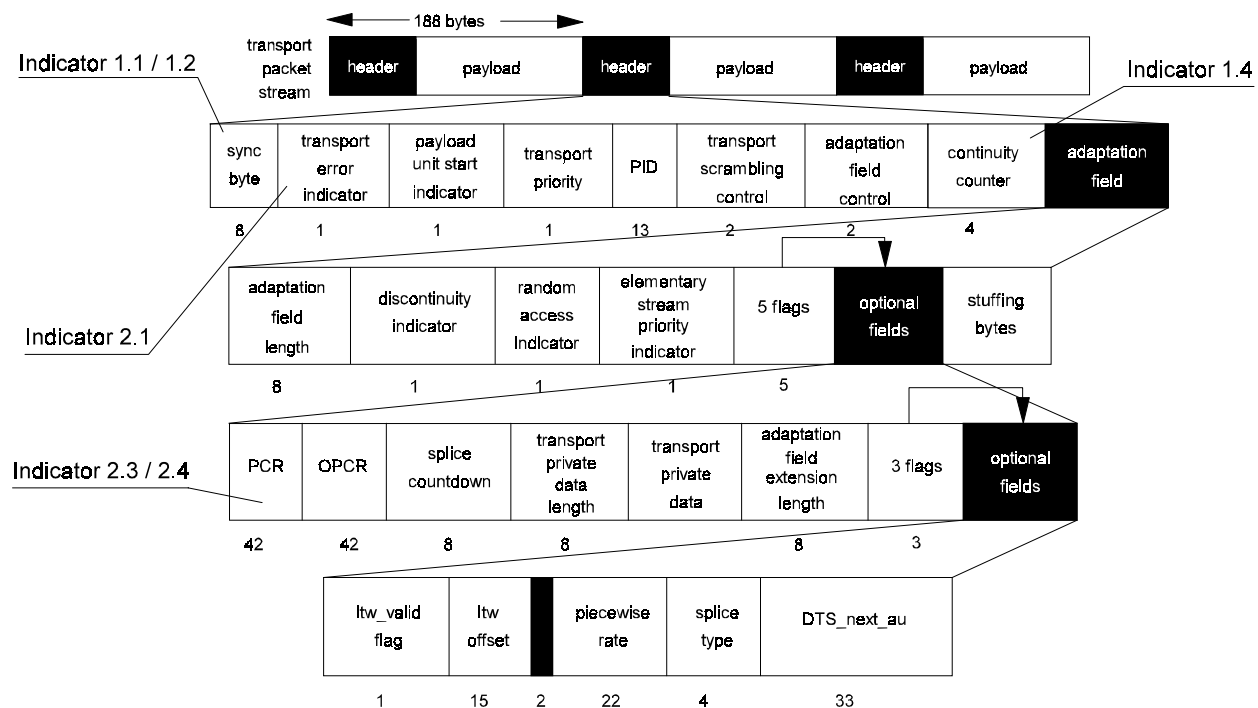 188 bytes
transport
packet
stream
header
payload
header
payload
header
payload
Indicator 1.1 / 1.2
Indicator 1.4
sync
byte
transport
error
indicator
payload
unit start
indicator
transport
priority
PID
transport
scrambling
control
adaptation
field
control
continuity
counter
adaptation
field
8 1 1 1 13 2 2 4
Indicator 2.1
adaptation
field
length
discontinuity
indicator
random
access
indicator
elementary
stream
priority
indicator
5 flags
optional
fields
stuffing
bytes
8 1 1 1 5
Indicator 2.3 / 2.4
PCR
OPCR
splice
countdown
transport
private
data
length
transport
private
data
adaptation
field
extension
length
3 flags
optional
fields
42 42 8 8 8 3
ltw_valid
flag
ltw
offset
piecewise
rate
splice
type
DTS_next_au
1 15 2 22 4 33